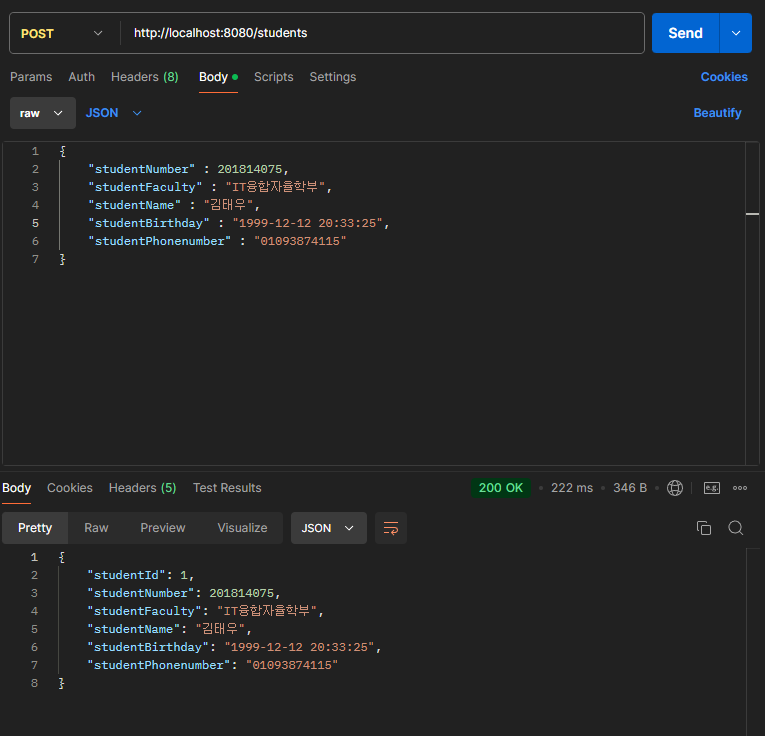 POST http://localhost:8080/students Send
Params Auth Headers (8) Body Scripts Settings Cookies
raw JSON Beautify
1 {
2 "studentNumber" : 201814075,
3 "studentFaculty" : "IT융합자율학부",
4 "studentName" : "김태우",
5 "studentBirthday" : "1999-12-12 20:33:25",
6 "studentPhonenumber" : "01093874115"
7 }
Body Cookies Headers (5) Test Results 200 OK 222 ms 346 B e.g.
Pretty Raw Preview Visualize JSON
1 {
2 "studentId": 1,
3 "studentNumber": 201814075,
4 "studentFaculty": "IT융합자율학부",
5 "studentName": "김태우",
6 "studentBirthday": "1999-12-12 20:33:25",
7 "studentPhonenumber": "01093874115"
8 }